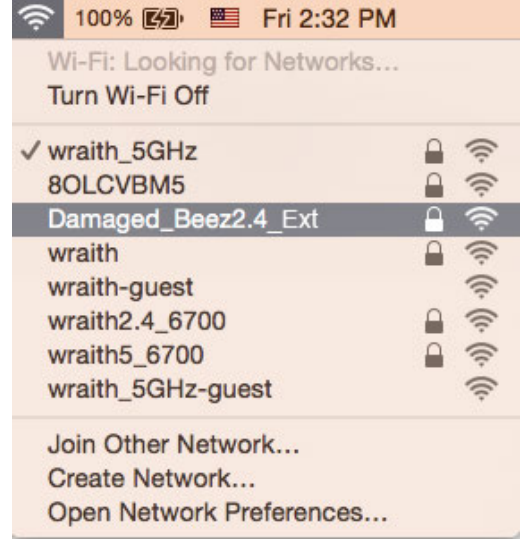 100% Fri 2:32 PM
Wi-Fi: Looking for Networks...
Turn Wi-Fi Off
wraith_5GHz
8OLCVBM5
Damaged_Beez2.4_Ext
wraith
wraith-guest
wraith2.4_6700
wraith5_6700
wraith_5GHz-guest
Join Other Network...
Create Network...
Open Network Preferences...